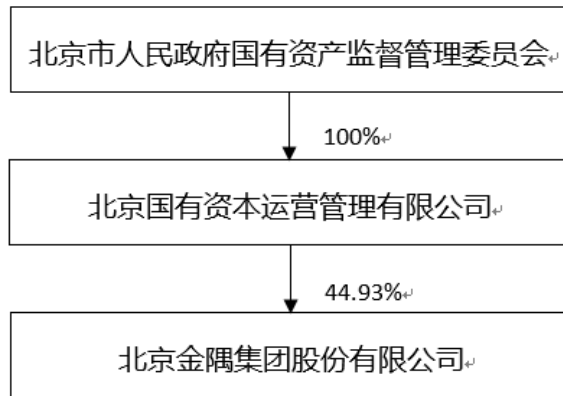 北京市人民政府国有资产监督管理委员会
100%
北京国有资本运营管理有限公司
44.93%
北京金隅集团股份有限公司